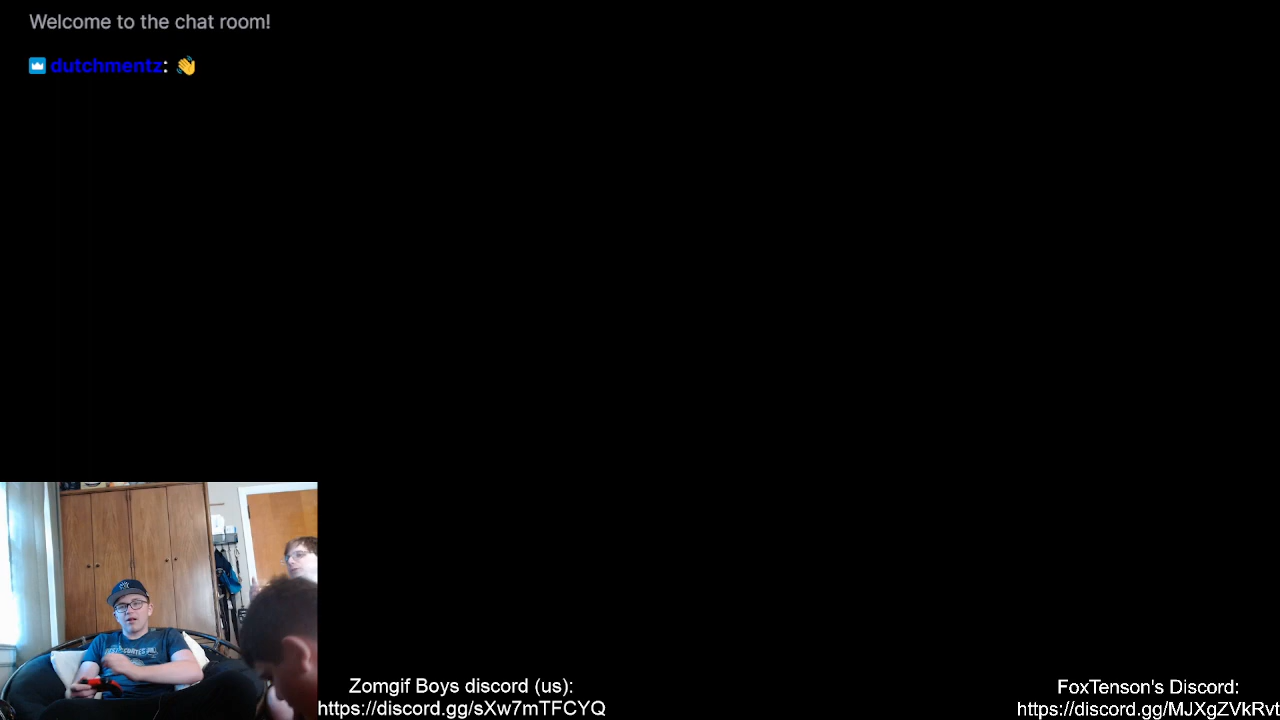 Welcome to the chat room!
dutchmentz: 👋
Zomgif Boys discord (us):
https://discord.gg/sXw7mTFCYQ
FoxTenson's Discord:
https://discord.gg/MJXgZVkRvt